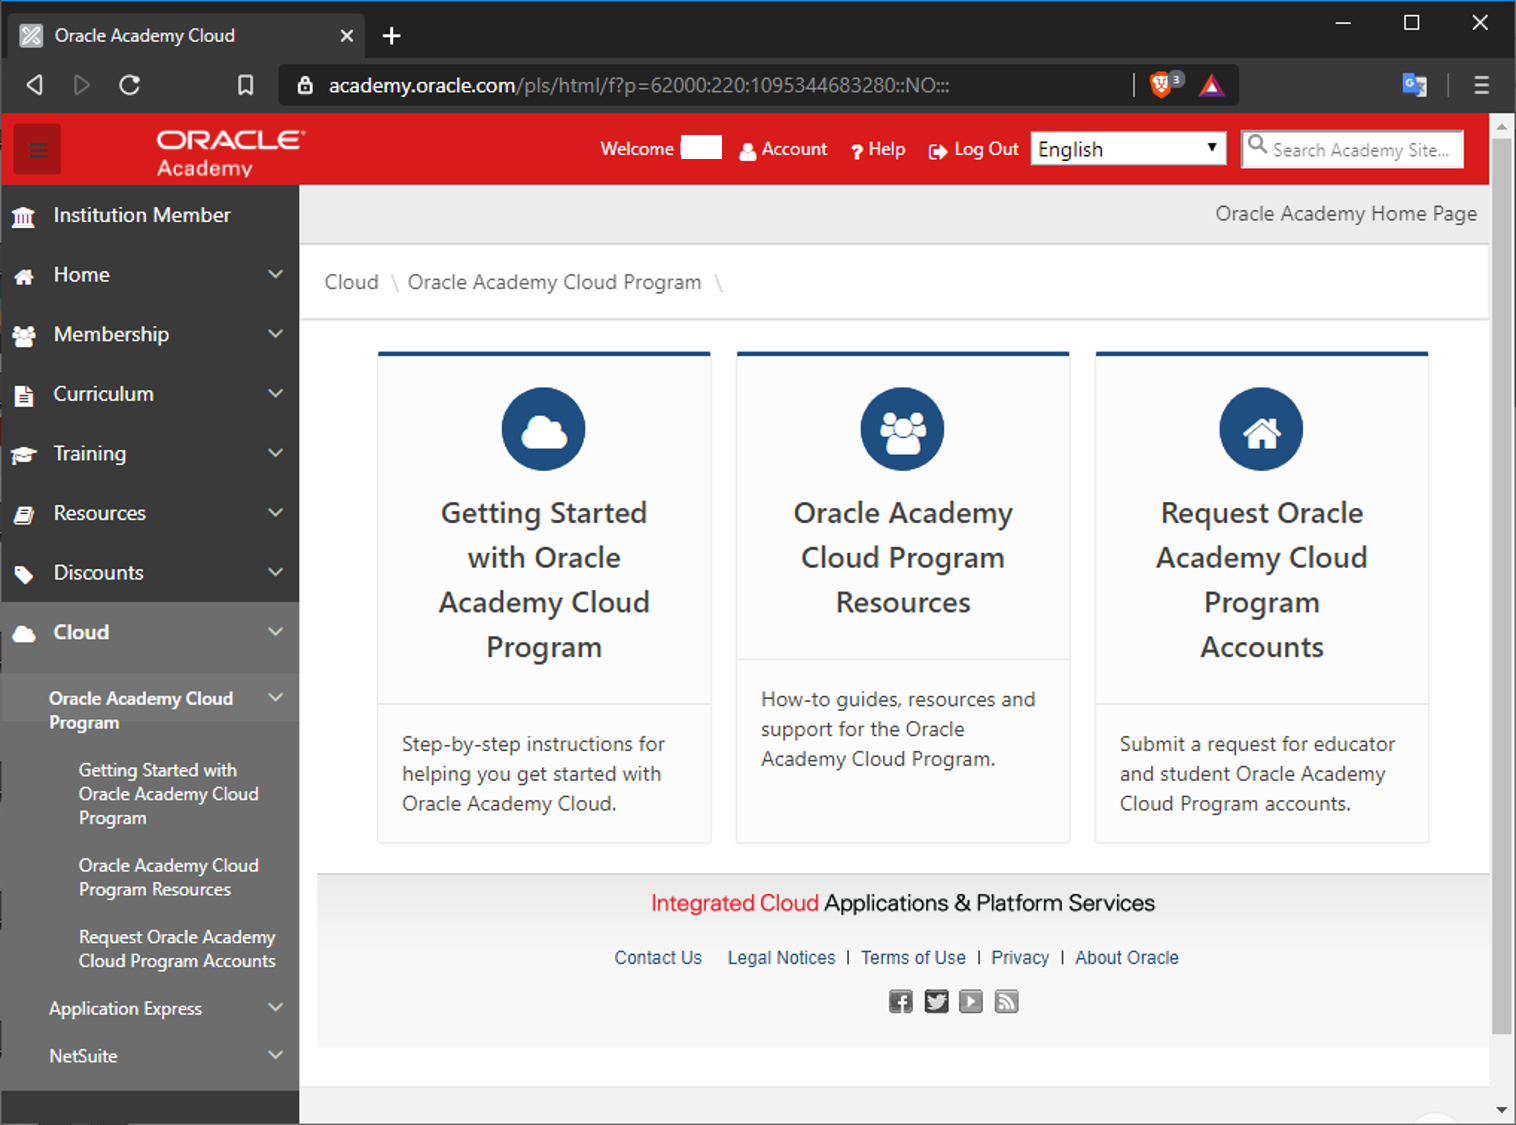 Oracle Academy Cloud
academy.oracle.com/pls/html/f?p=62000:220:1095344683280::NO:::
3
ORACLE
Academy
Welcome
Account
Help
Log Out
English
Search Academy Site...
Institution Member
Home
Membership
Curriculum
Training
Resources
Discounts
Cloud
Oracle Academy Cloud
Program
Getting Started with
Oracle Academy Cloud
Program
Oracle Academy Cloud
Program Resources
Request Oracle Academy
Cloud Program Accounts
Application Express
NetSuite
Oracle Academy Home Page
Cloud \ Oracle Academy Cloud Program \
Getting Started
with Oracle
Academy Cloud
Program
Step-by-step instructions for
helping you get started with
Oracle Academy Cloud.
Oracle Academy
Cloud Program
Resources
How-to guides, resources and
support for the Oracle
Academy Cloud Program.
Request Oracle
Academy Cloud
Program
Accounts
Submit a request for educator
and student Oracle Academy
Cloud Program accounts.
Integrated Cloud Applications & Platform Services
Contact Us Legal Notices | Terms of Use | Privacy | About Oracle